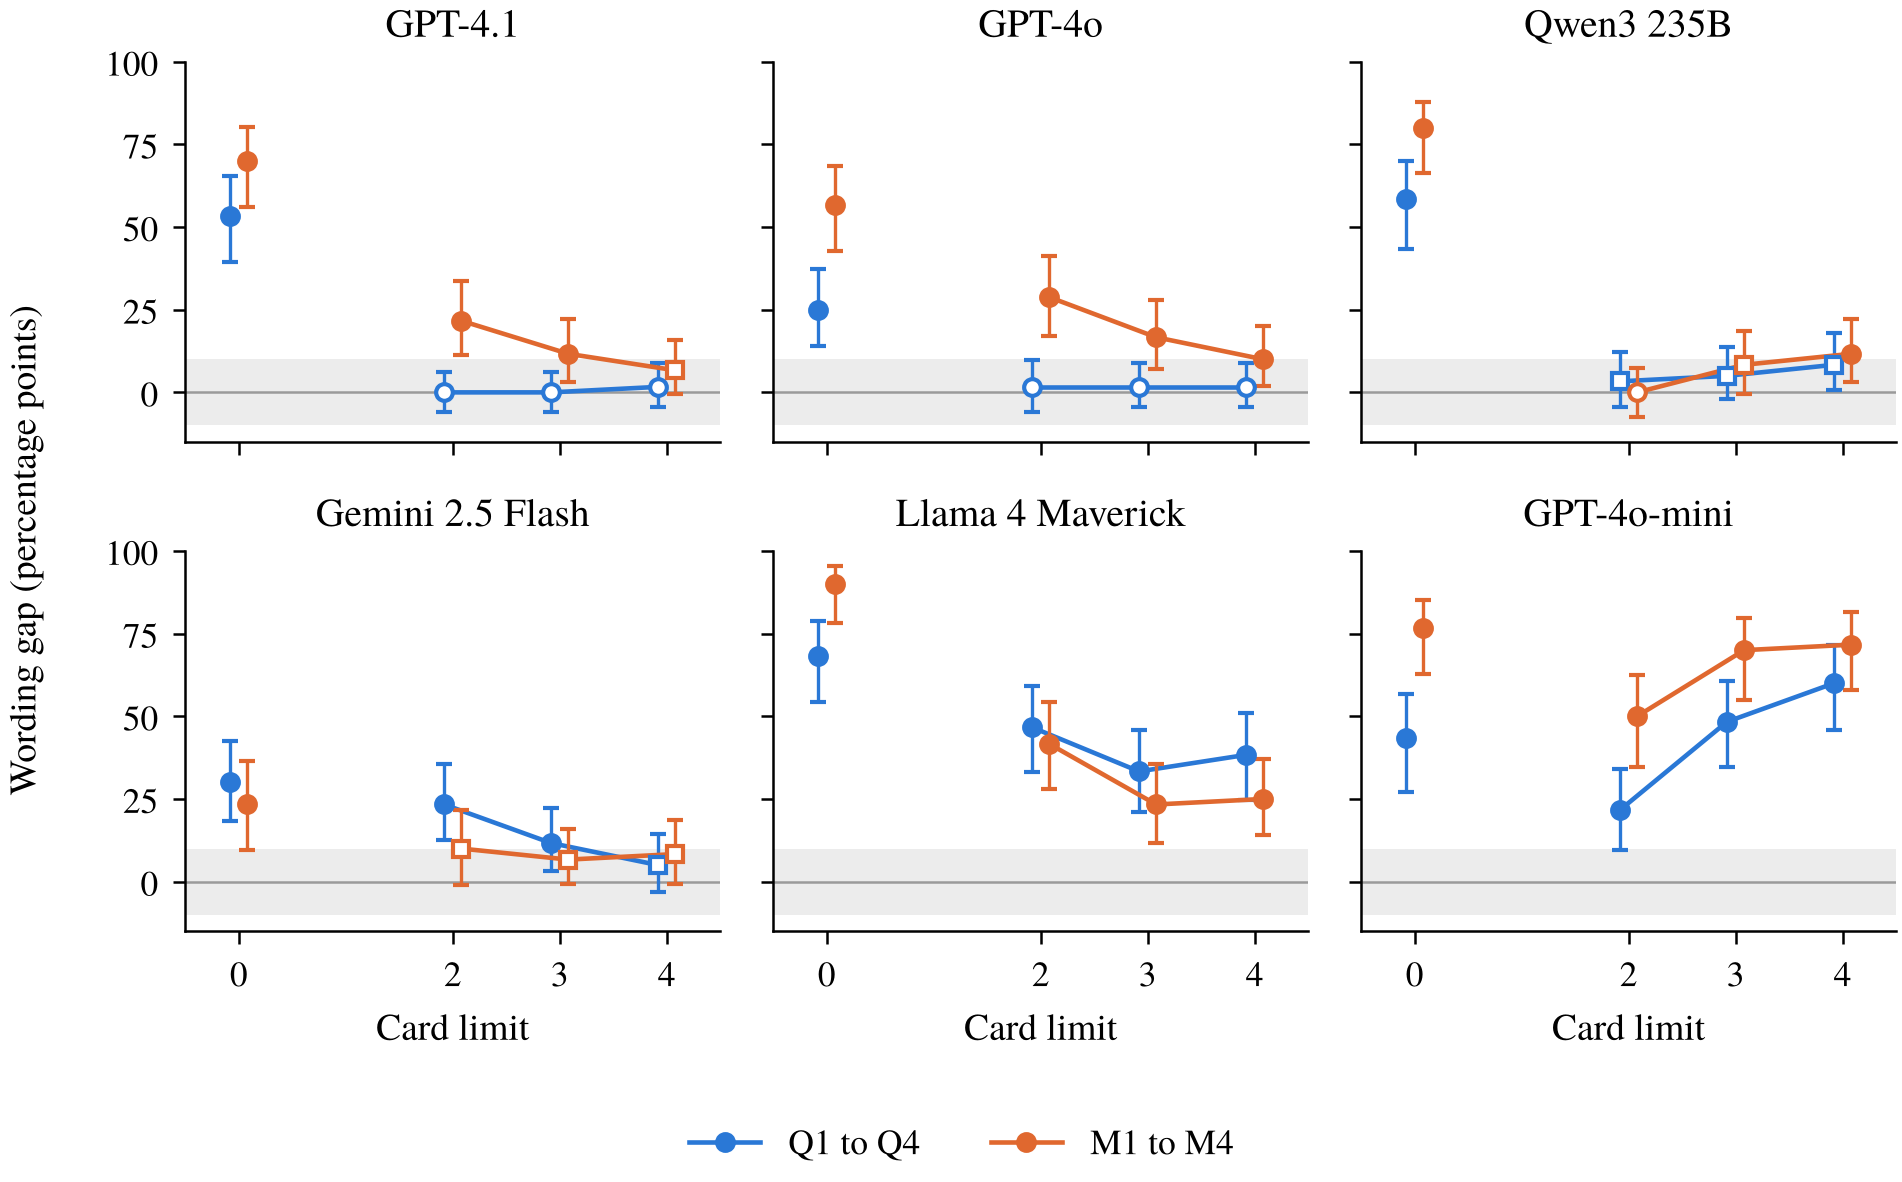 GPT-4.1
GPT-4o
Qwen3 235B
100
75
50
25
0
Gemini 2.5 Flash
Llama 4 Maverick
GPT-4o-mini
100
75
50
25
0
Wording gap (percentage points)
0 2 3 4
0 2 3 4
0 2 3 4
Card limit
Card limit
Card limit
Q1 to Q4
M1 to M4